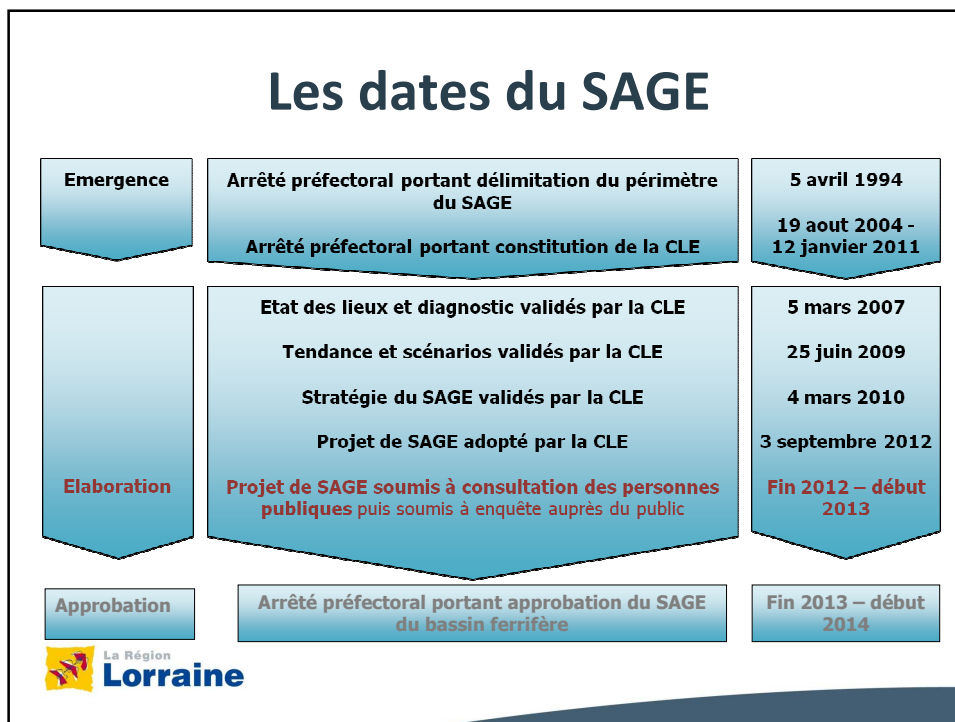 Les dates du SAGE
Emergence
Arrêté préfectoral portant délimitation du périmètre
du SAGE
5 avril 1994
Arrêté préfectoral portant constitution de la CLE
19 aout 2004 -
12 janvier 2011
Etat des lieux et diagnostic validés par la CLE
5 mars 2007
Tendance et scénarios validés par la CLE
25 juin 2009
Stratégie du SAGE validés par la CLE
4 mars 2010
Projet de SAGE adopté par la CLE
3 septembre 2012
Elaboration
Projet de SAGE soumis à consultation des personnes
publiques puis soumis à enquête auprès du public
Fin 2012 – début
2013
Approbation
Arrêté préfectoral portant approbation du SAGE
du bassin ferrifère
Fin 2013 – début
2014
La Région
Lorraine